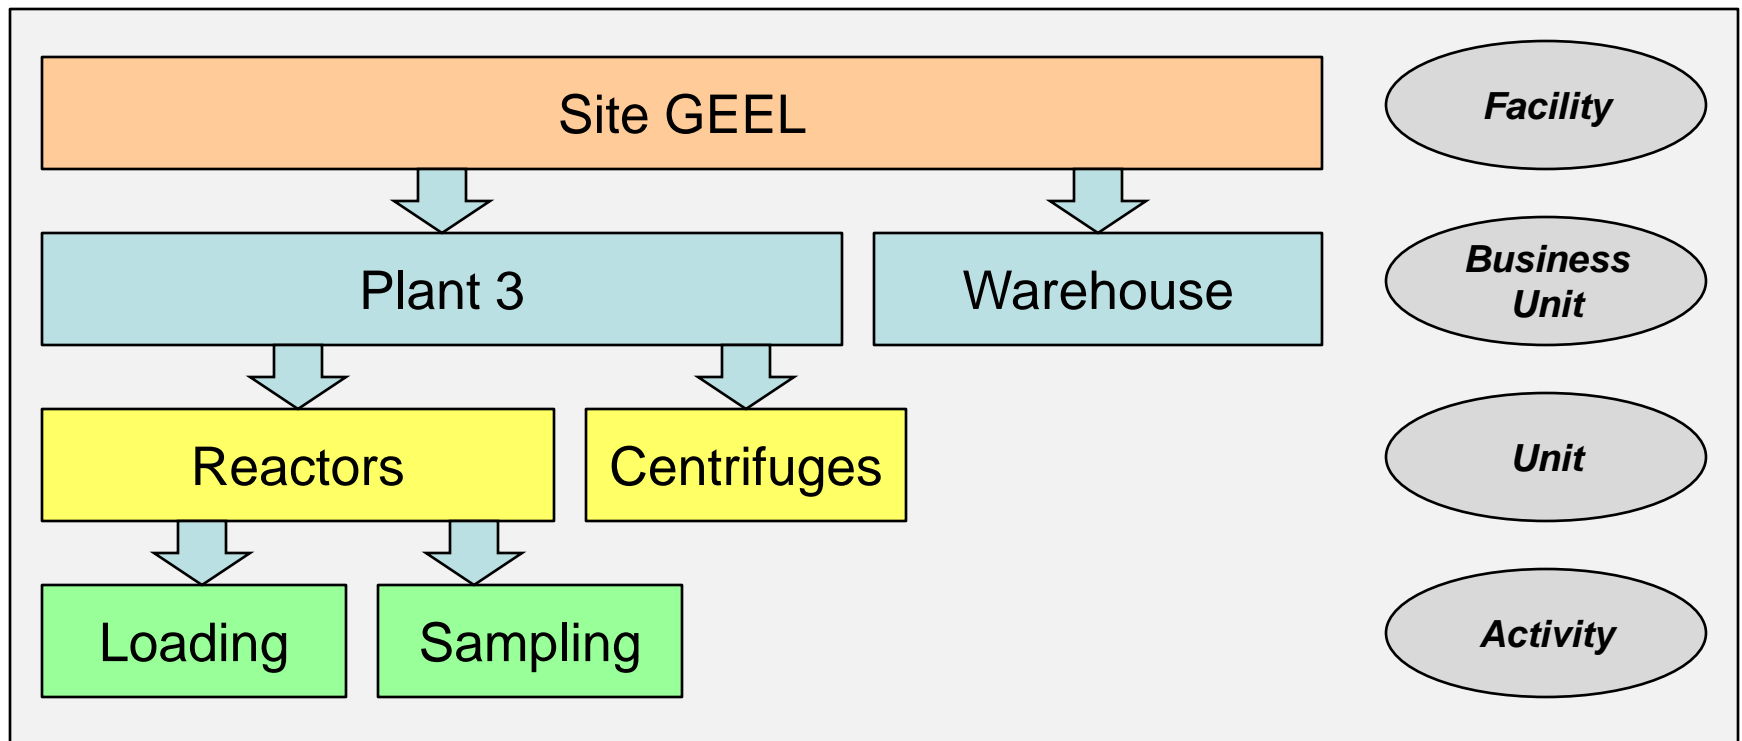 Site GEEL
Facility
Plant 3
Warehouse
Business
Unit
Reactors
Centrifuges
Unit
Loading
Sampling
Activity